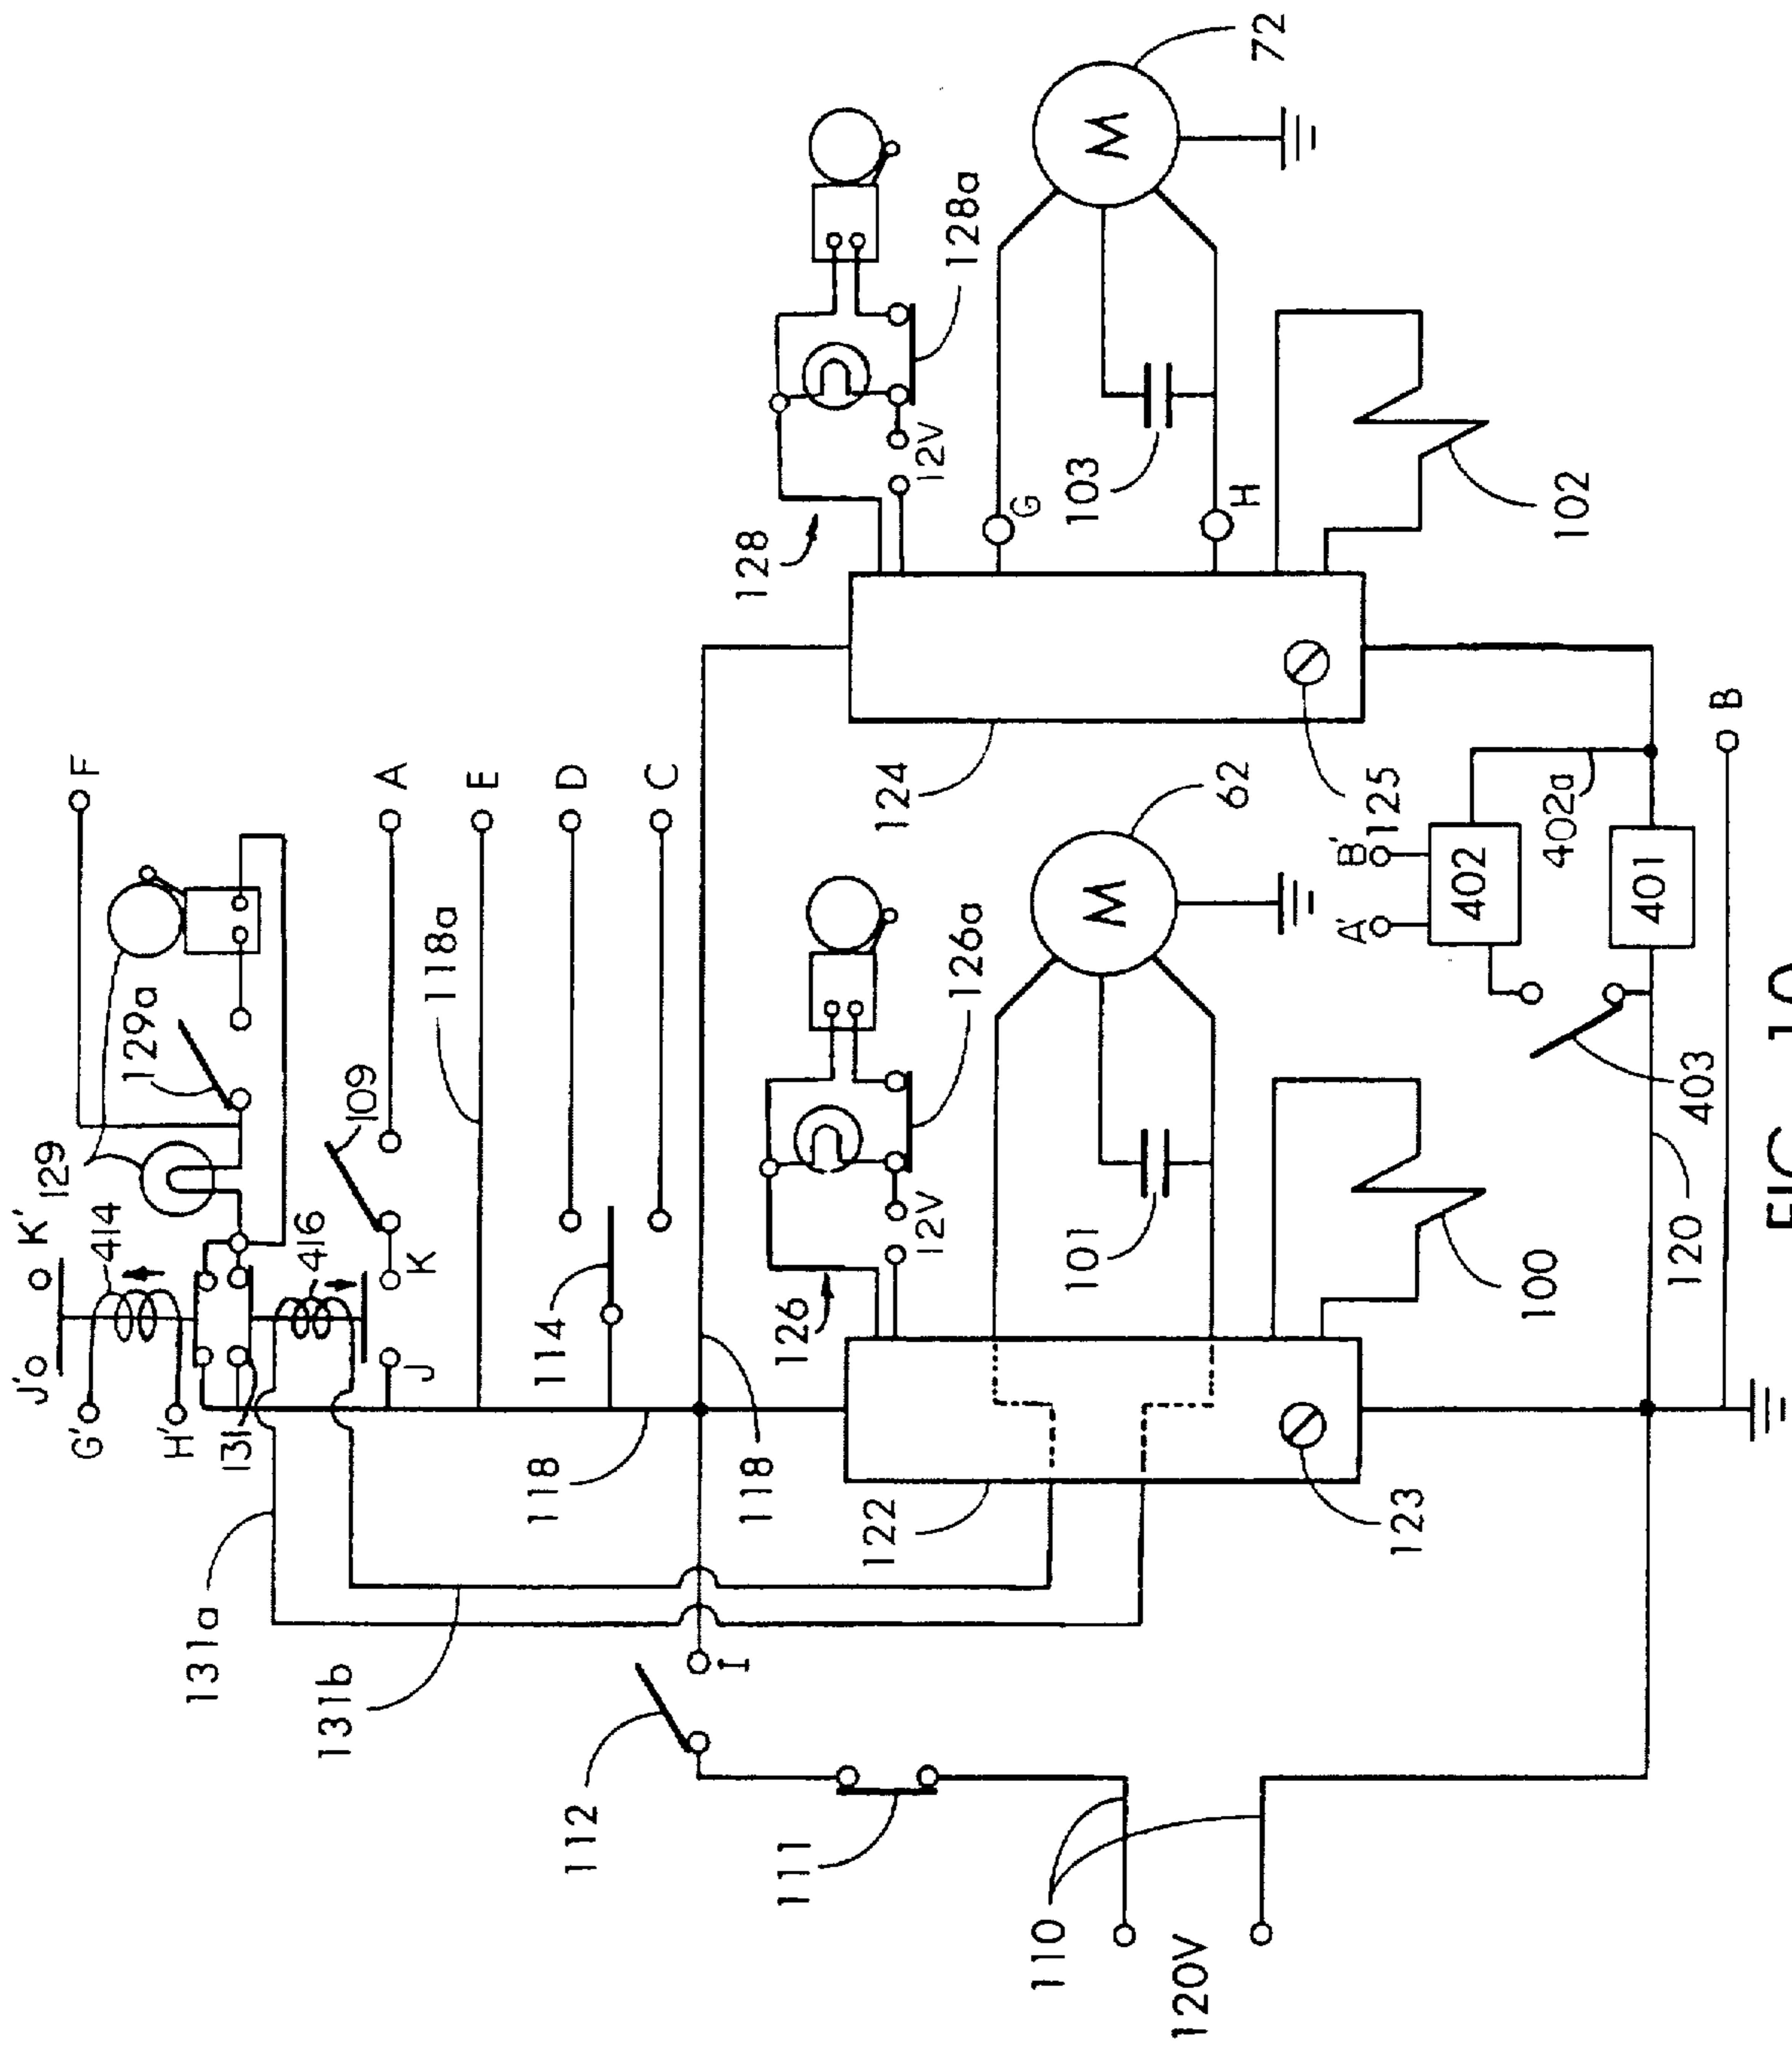 J'
K'
129
G'
414
H'
131
416
129a
F
109
K
J
A
118a
E
D
C
114
118
118
131a
131b
112
I
111
110
120V
122
123
126
12V
126a
101
62
100
124
125
128
12V
128a
G
103
H
72
102
A'
B'
402
402a
401
403
120
B
FIG. 10